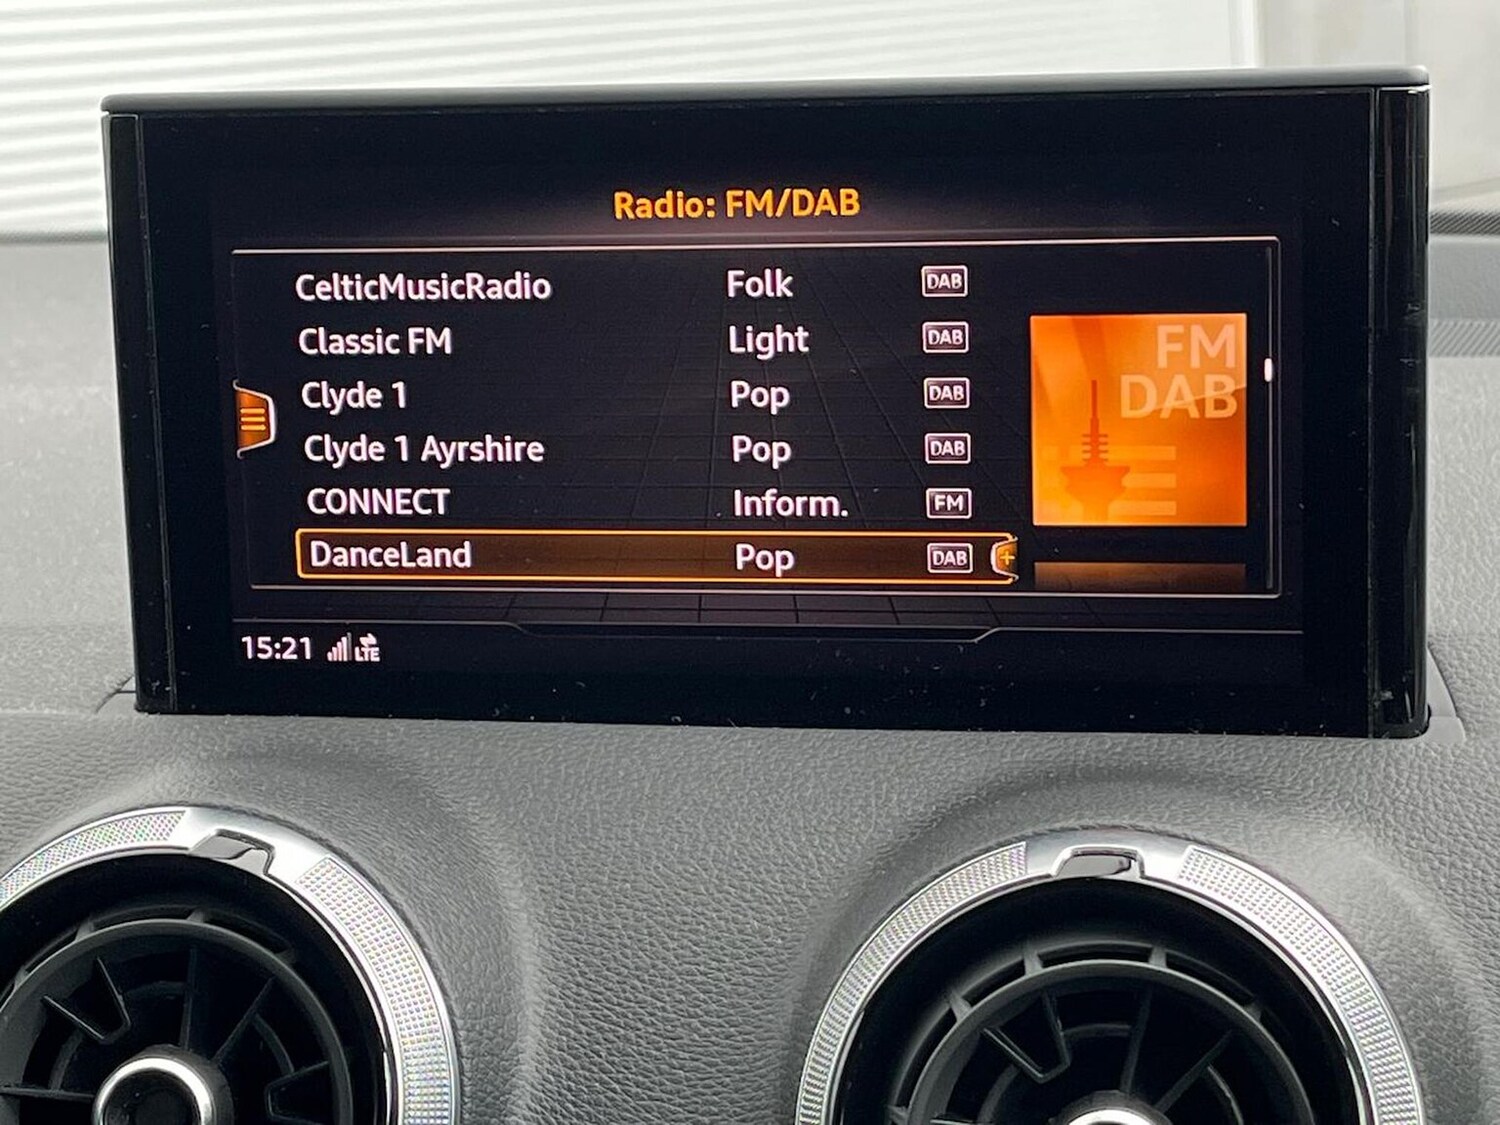 Radio: FM/DAB
CelticMusicRadio Folk DAB
Classic FM Light DAB
Clyde 1 Pop DAB
Clyde 1 Ayrshire Pop DAB
CONNECT Inform. FM
DanceLand Pop DAB +
FM
DAB
15:21 LTE